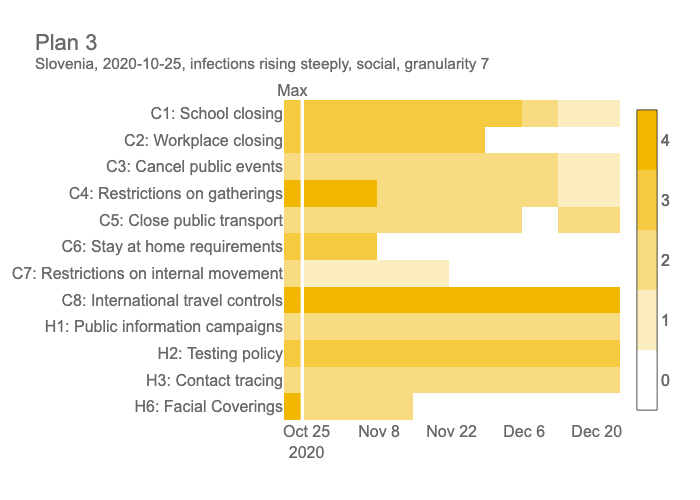 Plan 3
Slovenia, 2020-10-25, infections rising steeply, social, granularity 7
Max
C1: School closing
C2: Workplace closing
C3: Cancel public events
C4: Restrictions on gatherings
C5: Close public transport
C6: Stay at home requirements
C7: Restrictions on internal movement
C8: International travel controls
H1: Public information campaigns
H2: Testing policy
H3: Contact tracing
H6: Facial Coverings
Oct 25 Nov 8 Nov 22 Dec 6 Dec 20
2020
4
3
2
1
0